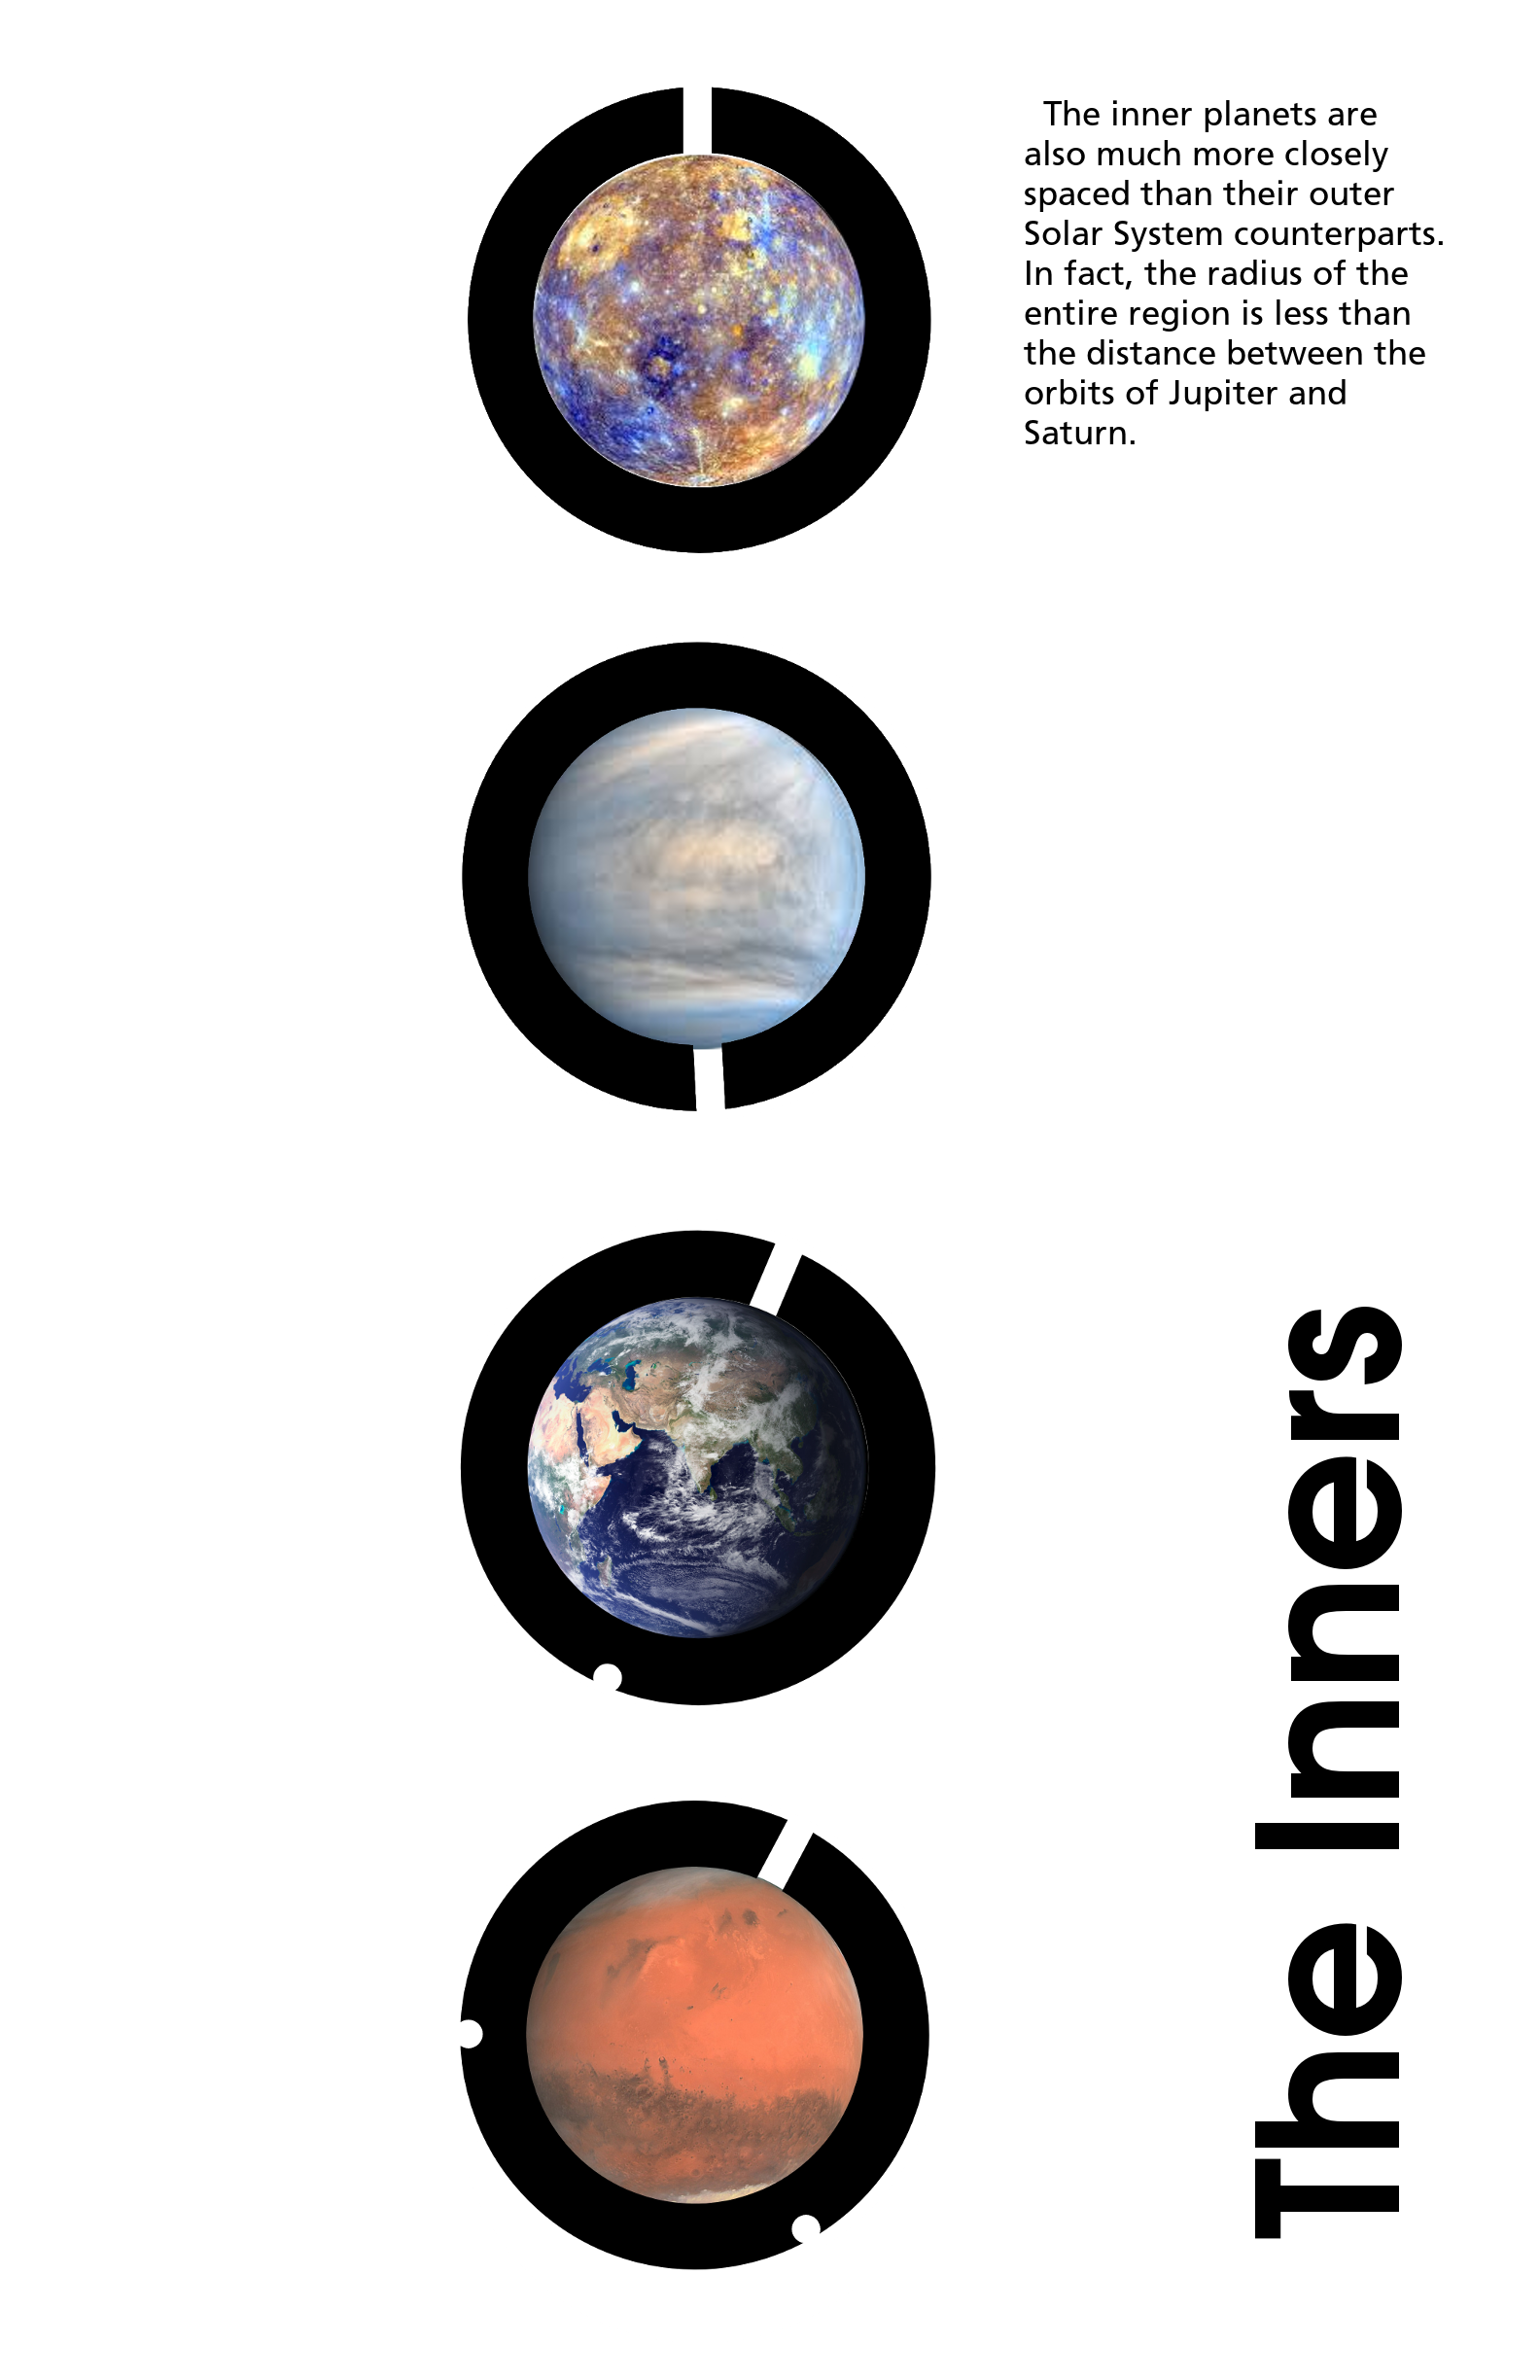 The inner planets are
also much more closely
spaced than their outer
Solar System counterparts.
In fact, the radius of the
entire region is less than
the distance between the
orbits of Jupiter and
Saturn.
The Inners